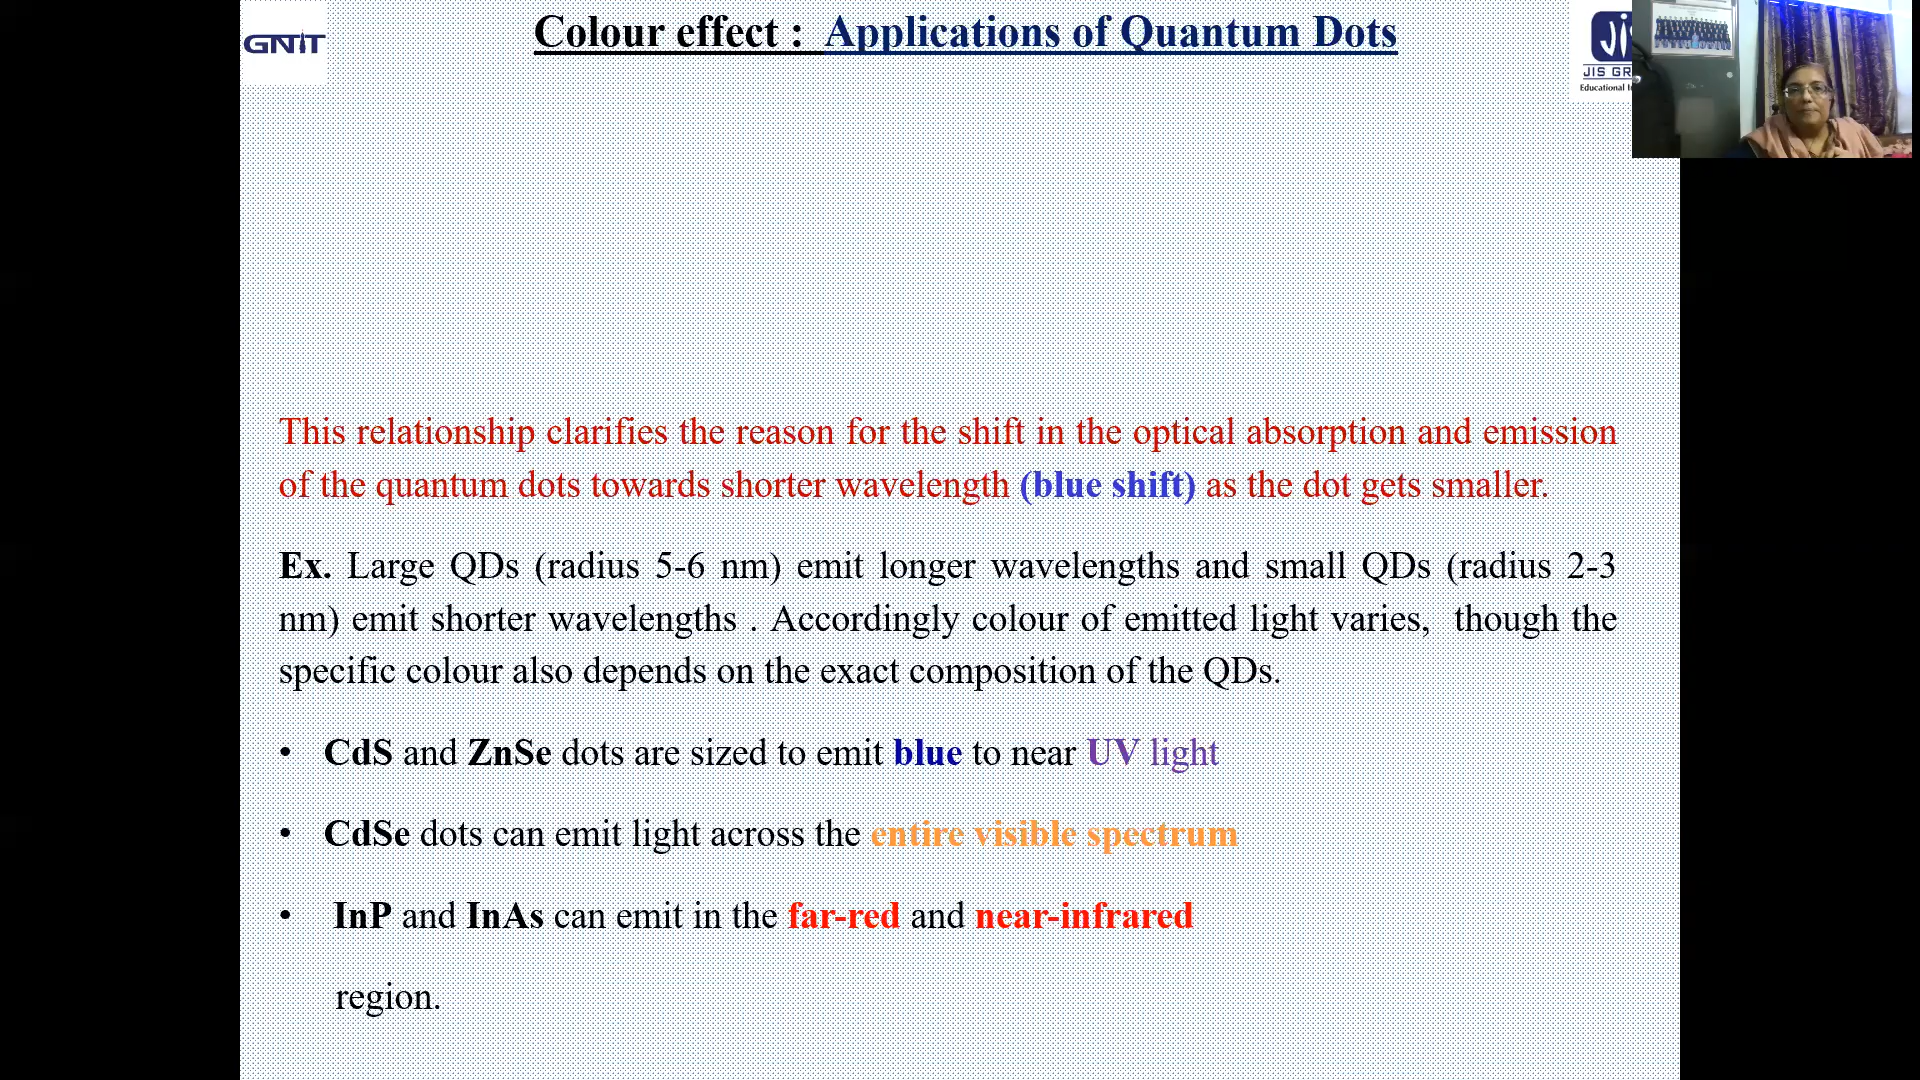 GNIT
Colour effect : Applications of Quantum Dots
JIS GR
Educational I
This relationship clarifies the reason for the shift in the optical absorption and emission
of the quantum dots towards shorter wavelength (blue shift) as the dot gets smaller.
Ex. Large QDs (radius 5-6 nm) emit longer wavelengths and small QDs (radius 2-3
nm) emit shorter wavelengths . Accordingly colour of emitted light varies, though the
specific colour also depends on the exact composition of the QDs.
• CdS and ZnSe dots are sized to emit blue to near UV light
• CdSe dots can emit light across the entire visible spectrum
• InP and InAs can emit in the far-red and near-infrared
region.